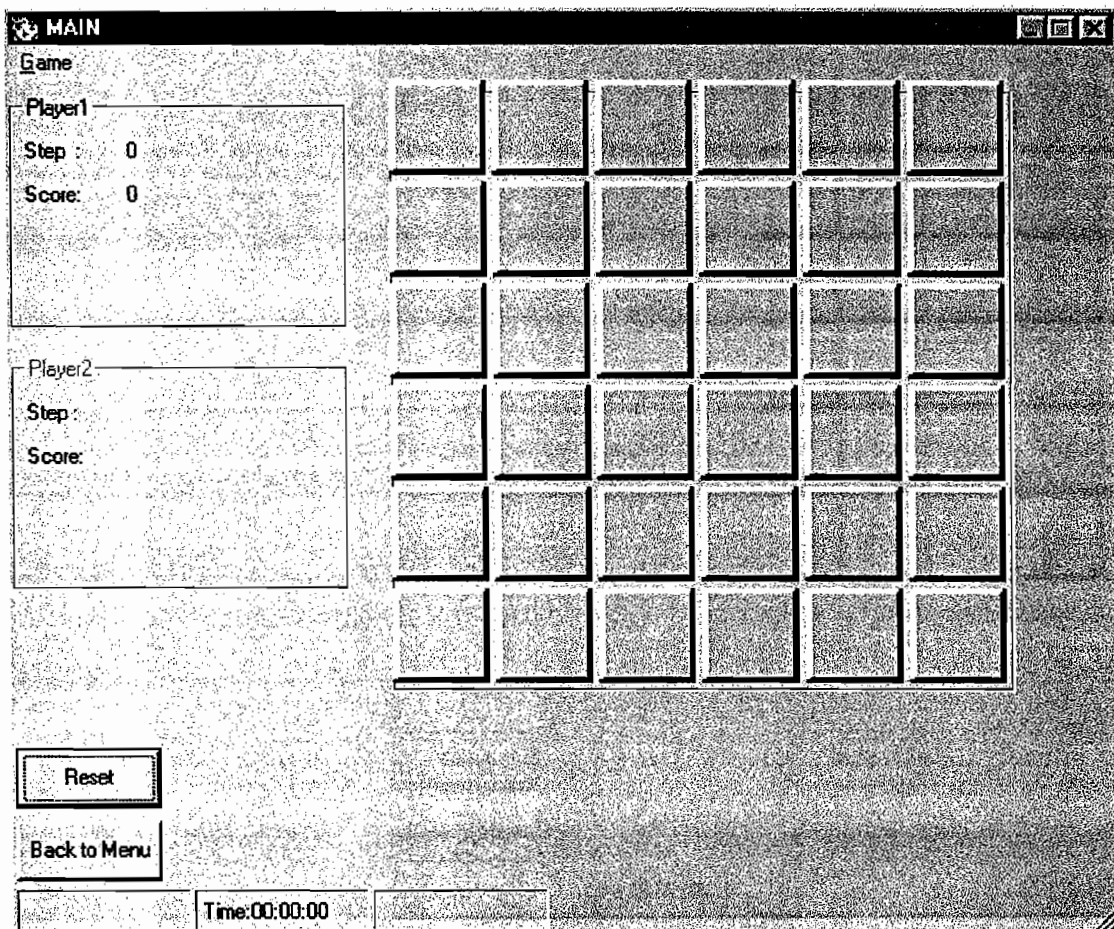 MAIN
Game
Player1
Step : 0
Score: 0
Player2
Step :
Score:
Reset
Back to Menu
Time:00:00:00